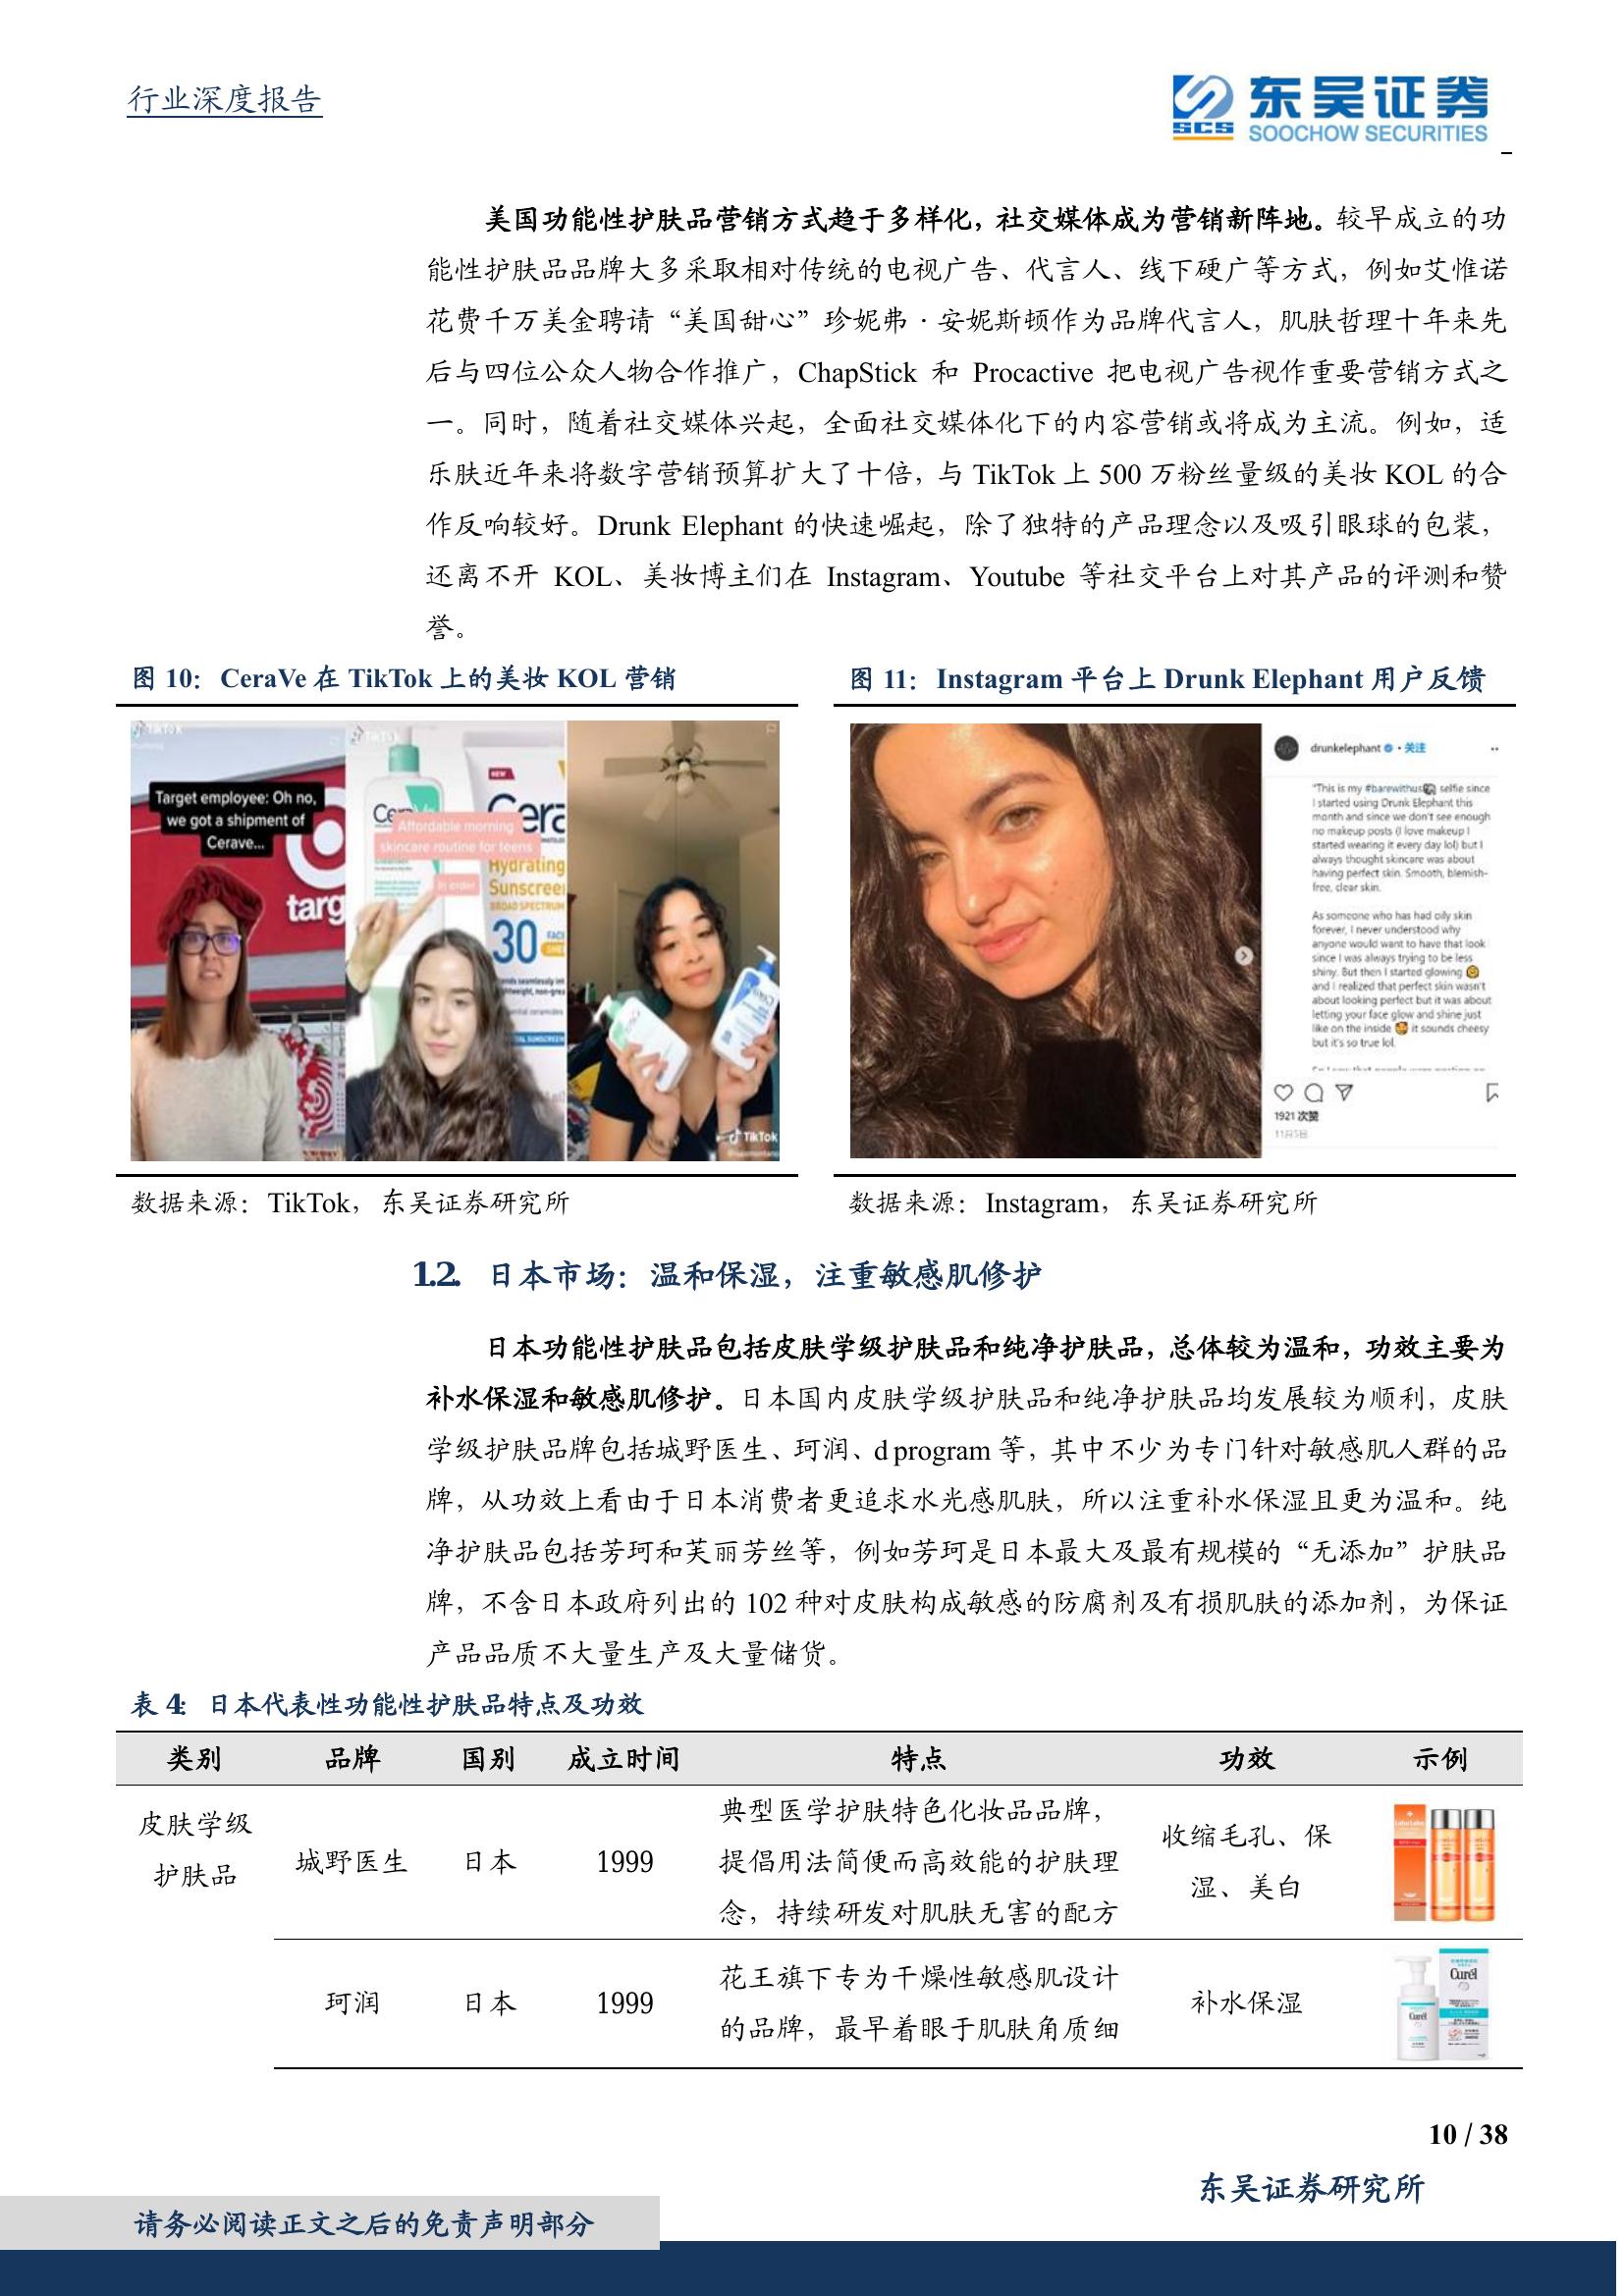 行业深度报告
东吴证券
SCS
SOOCHOW SECURITIES
美国功能性护肤品营销方式趋于多样化，社交媒体成为营销新阵地。较早成立的功
能性护肤品品牌大多采取相对传统的电视广告、代言人、线下硬广等方式，例如艾惟诺
花费千万美金聘请“美国甜心”珍妮弗·安妮斯顿作为品牌代言人，肌肤哲理十年来先
后与四位公众人物合作推广，ChapStick 和 Procactive 把电视广告视作重要营销方式之
一。同时，随着社交媒体兴起，全面社交媒体化下的内容营销或将成为主流。例如，适
乐肤近年来将数字营销预算扩大了十倍，与 TikTok 上 500 万粉丝量级的美妆 KOL 的合
作反响较好。Drunk Elephant 的快速崛起，除了独特的产品理念以及吸引眼球的包装，
还离不开 KOL、美妆博主们在 Instagram、Youtube 等社交平台上对其产品的评测和赞
誉。
图 10：CeraVe 在 TikTok 上的美妆 KOL 营销
TikTok
Target employee: Oh no,
we got a shipment of
Cerave...
targ
TikTok
Affordable morning
skincare routine for teens
in order
NEW
Cera
Hydrating
Sunscree
BROAD SPECTRUM
30
TikTok
数据来源：TikTok，东吴证券研究所
图 11：Instagram 平台上 Drunk Elephant 用户反馈
drunkelephant • 关注
"This is my #barewithus selfie since
I started using Drunk Elephant this
month and since we don't see enough
no makeup posts (I love makeup I
started wearing it every day lol) but I
always thought skincare was about
having perfect skin. Smooth, blemish-
free, clear skin.
As someone who has had oily skin
forever, I never understood why
anyone would want to have that look
since I was always trying to be less
shiny. But then I started glowing
and I realized that perfect skin wasn't
about looking perfect but it was about
letting your face glow and shine just
like on the inside it sounds cheesy
but it's so true lol.
1921 次赞
11月5日
数据来源：Instagram，东吴证券研究所
1.2. 日本市场：温和保湿，注重敏感肌修护
日本功能性护肤品包括皮肤学级护肤品和纯净护肤品，总体较为温和，功效主要为
补水保湿和敏感肌修护。日本国内皮肤学级护肤品和纯净护肤品均发展较为顺利，皮肤
学级护肤品牌包括城野医生、珂润、d program 等，其中不少为专门针对敏感肌人群的品
牌，从功效上看由于日本消费者更追求水光感肌肤，所以注重补水保湿且更为温和。纯
净护肤品包括芳珂和芙丽芳丝等，例如芳珂是日本最大及最有规模的“无添加”护肤品
牌，不含日本政府列出的 102 种对皮肤构成敏感的防腐剂及有损肌肤的添加剂，为保证
产品品质不大量生产及大量储货。
表 4：日本代表性功能性护肤品特点及功效
类别 品牌 国别 成立时间 特点 功效 示例
皮肤学级
护肤品
城野医生 日本 1999
典型医学护肤特色化妆品品牌，
提倡用法简便而高效能的护肤理
念，持续研发对肌肤无害的配方
收缩毛孔、保
湿、美白
珂润 日本 1999
花王旗下专为干燥性敏感肌设计
的品牌，最早着眼于肌肤角质细
补水保湿
Curél
Curél
10 / 38
东吴证券研究所
请务必阅读正文之后的免责声明部分